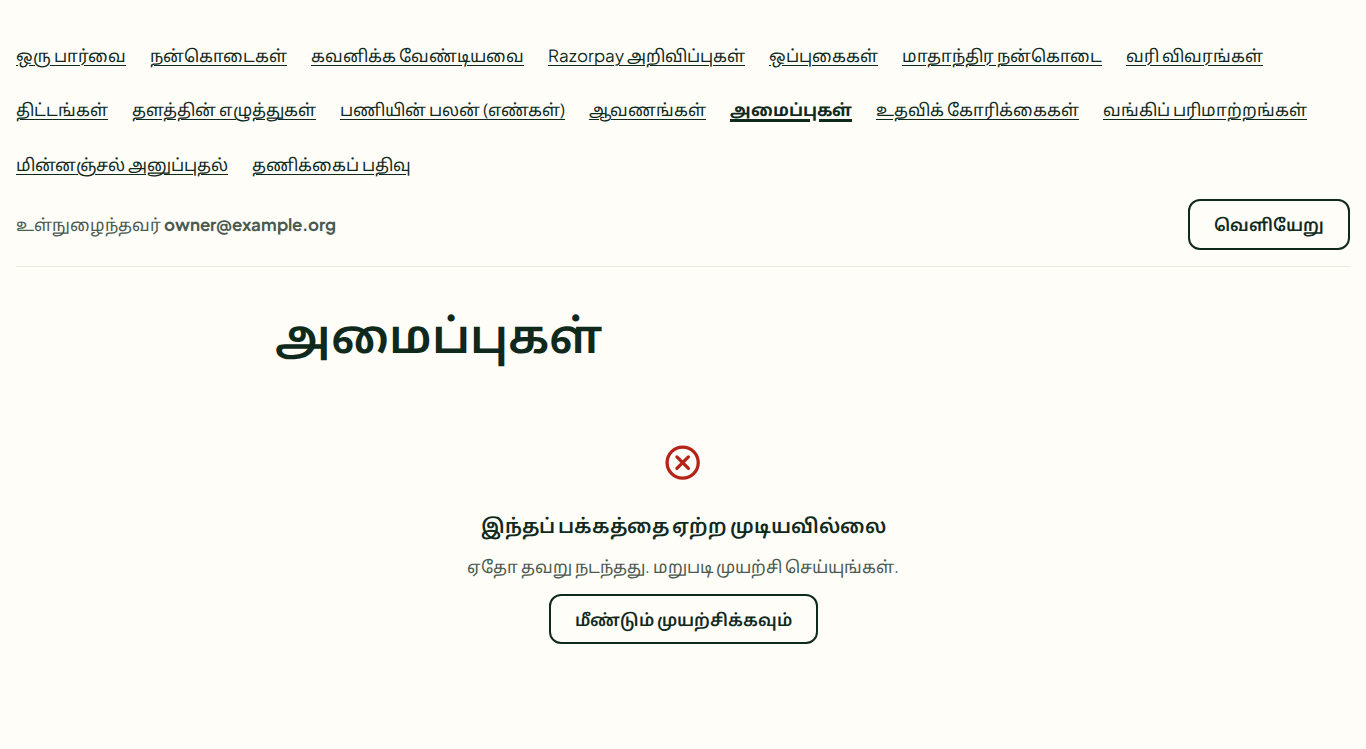 ஒரு பார்வை நன்கொடைகள் கவனிக்க வேண்டியவை Razorpay அறிவிப்புகள் ஒப்புகைகள் மாதாந்திர நன்கொடை வரி விவரங்கள்
திட்டங்கள் தளத்தின் எழுத்துகள் பணியின் பலன் (எண்கள்) ஆவணங்கள் அமைப்புகள் உதவிக் கோரிக்கைகள் வங்கிப் பரிமாற்றங்கள்
மின்னஞ்சல் அனுப்புதல் தணிக்கைப் பதிவு
உள்நுழைந்தவர் owner@example.org வெளியேறு
அமைப்புகள்
இந்தப் பக்கத்தை ஏற்ற முடியவில்லை
ஏதோ தவறு நடந்தது. மறுபடி முயற்சி செய்யுங்கள்.
மீண்டும் முயற்சிக்கவும்